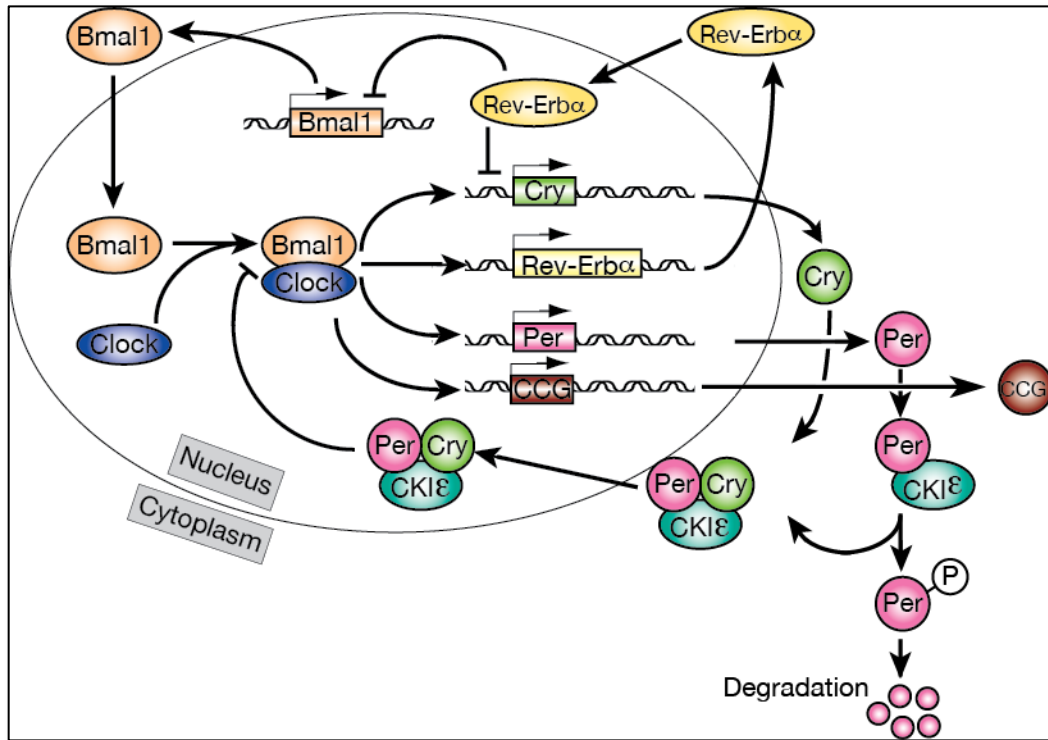 Bmal1
Rev-Erbα
Rev-Erbα
Bmal1
Cry
Bmal1
Bmal1
Clock
Rev-Erbα
Cry
Clock
Per
Per
CCG
CCG
Per
Cry
CKIε
Per
CKIε
Per
Cry
CKIε
Nucleus
Cytoplasm
Per
P
Degradation